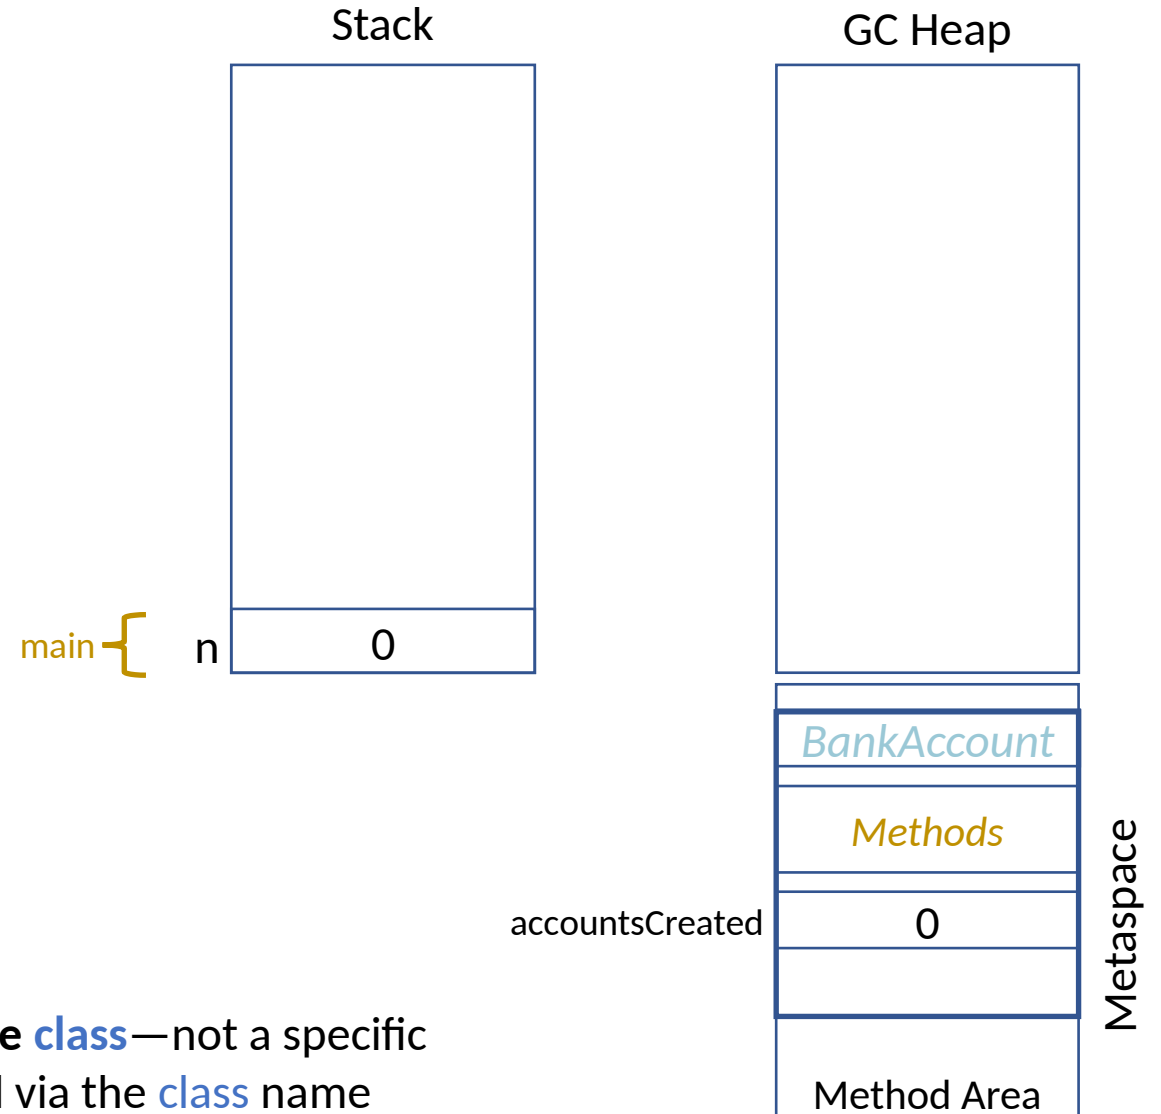 Stack
GC Heap
main
n
0
BankAccount
Methods
accountsCreated
0
Metaspace
e class—not a specific
via the class name
Method Area